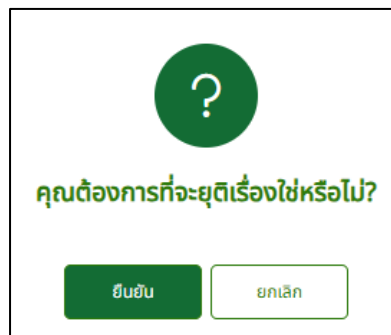 ?
คุณต้องการที่จะยุติเรื่องใช่หรือไม่?
ยืนยัน
ยกเลิก